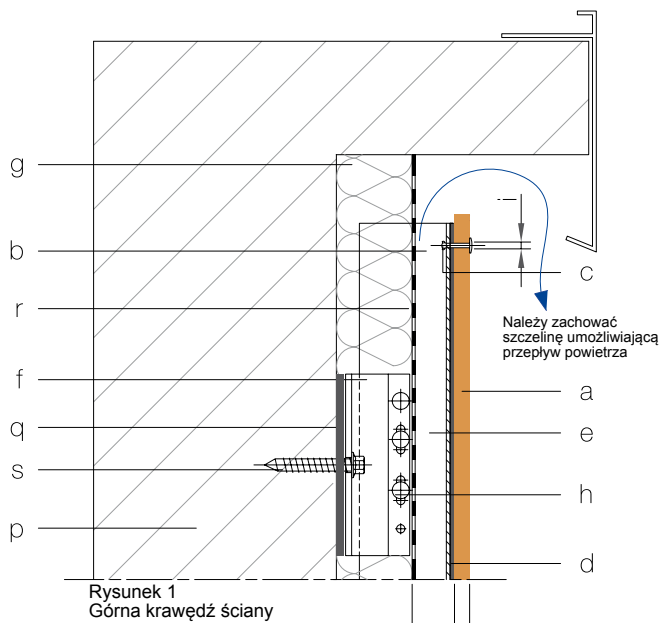 g
b
r
f
q
s
p
i
c
Należy zachować
szczelinę umożliwiającą
przepływ powietrza
a
e
h
d
Rysunek 1
Górna krawędź ściany